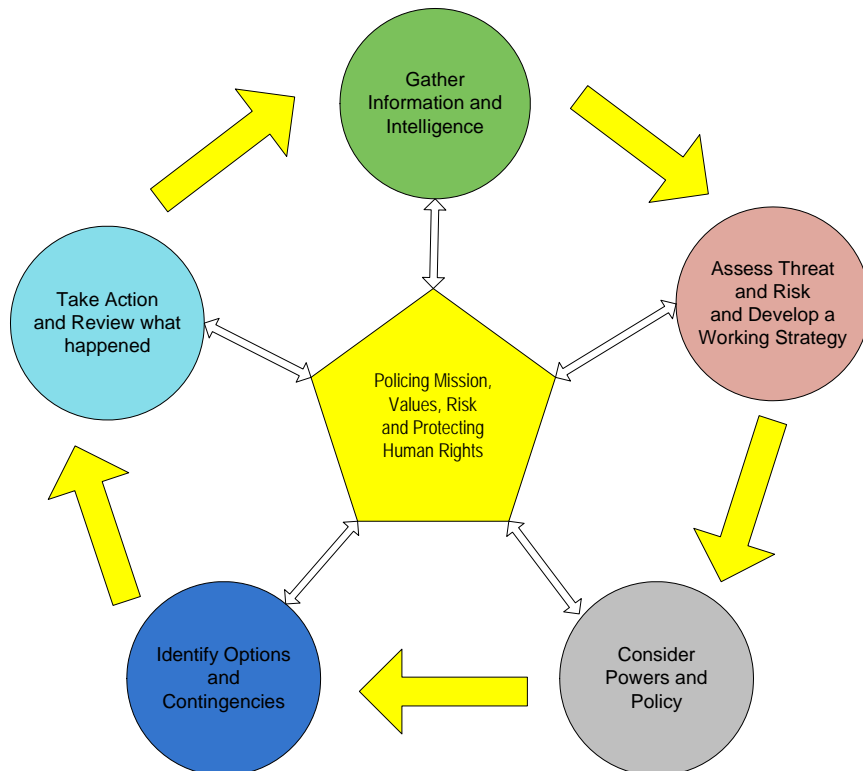 Gather
Information and
Intelligence
Assess Threat
and Risk
and Develop a
Working Strategy
Consider
Powers and
Policy
Identify Options
and
Contingencies
Take Action
and Review what
happened
Policing Mission,
Values, Risk
and Protecting
Human Rights